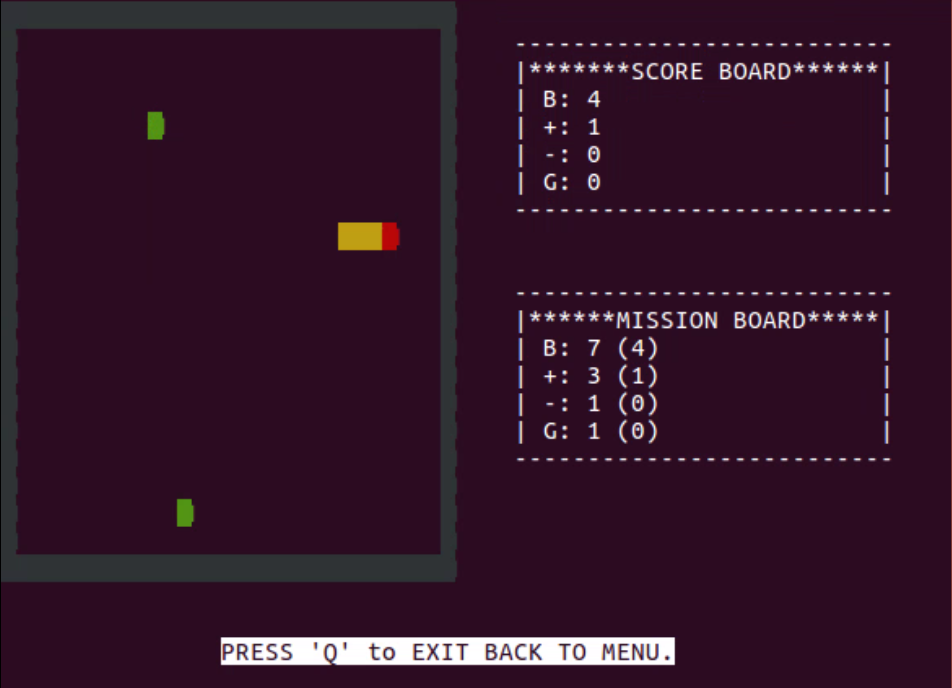 --------------------------
|*******SCORE BOARD******|
| B: 4                   |
| +: 1                   |
| -: 0                   |
| G: 0                   |
--------------------------
--------------------------
|******MISSION BOARD*****|
| B: 7 (4)               |
| +: 3 (1)               |
| -: 1 (0)               |
| G: 1 (0)               |
--------------------------
PRESS 'Q' to EXIT BACK TO MENU.